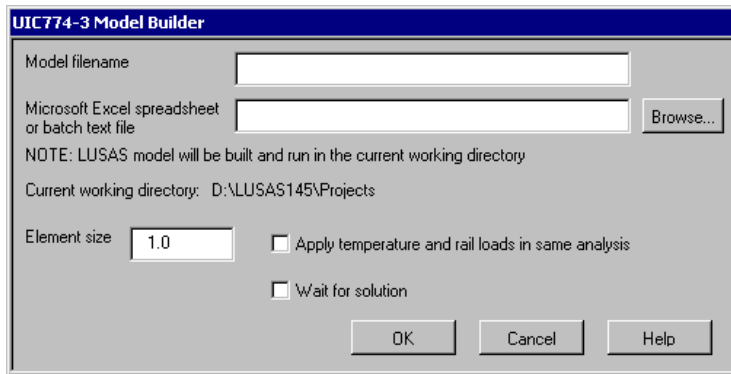 UIC774-3 Model Builder
Model filename
Microsoft Excel spreadsheet
or batch text file
Browse...
NOTE: LUSAS model will be built and run in the current working directory
Current working directory: D:\LUSAS145\Projects
Element size 1.0 Apply temperature and rail loads in same analysis
Wait for solution
OK Cancel Help